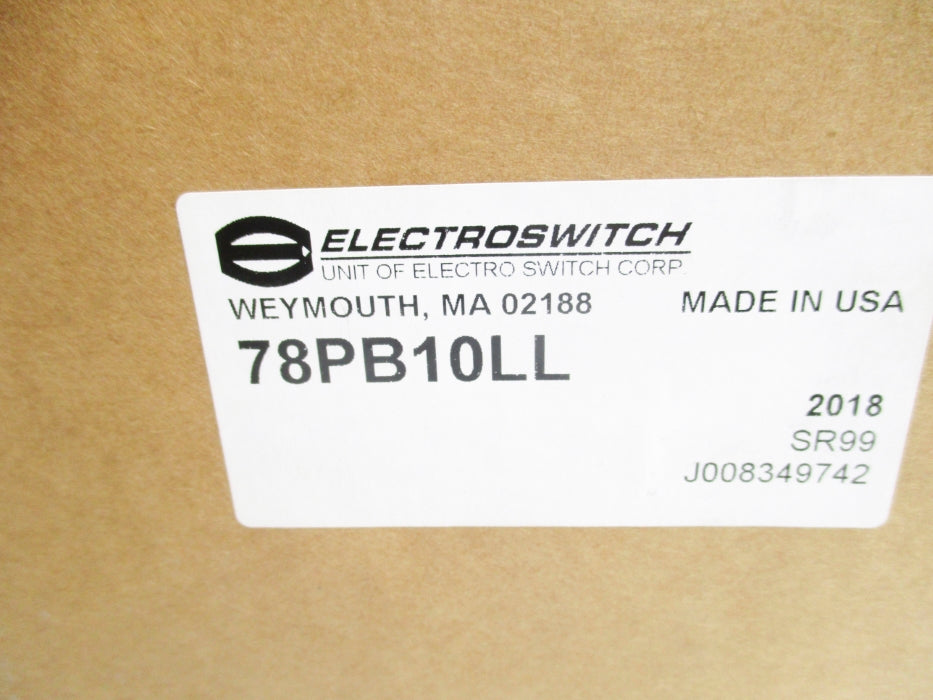 ELECTROSWITCH
UNIT OF ELECTRO SWITCH CORP.
WEYMOUTH, MA 02188 MADE IN USA
78PB10LL
2018
SR99
J008349742